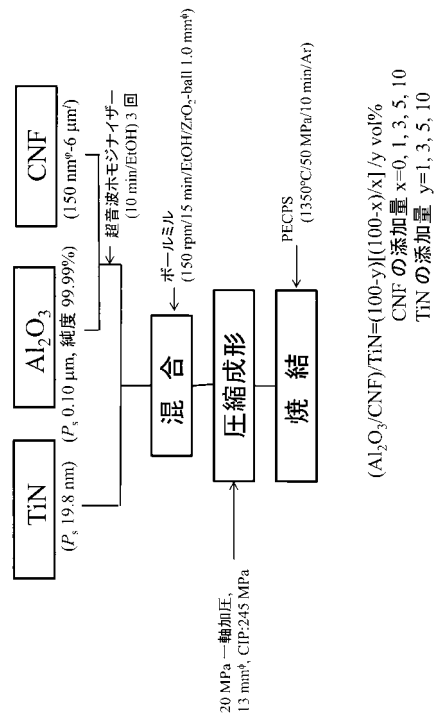 TiN
Al₂O₃
CNF
(Pₛ 19.8 nm)
(Pₛ 0.10 μm, 純度 99.99%)
(150 nmᶲ-6 μmˡ)
超音波ホモジナイザー
(10 min/EtOH) 3 回
混 合
ボールミル
(150 rpm/15 min/EtOH/ZrO₂-ball 1.0 mmᶲ)
20 MPa 一軸加圧,
13 mmᶲ, CIP:245 MPa
圧縮成形
焼 結
PECPS
(1350°C/50 MPa/10 min/Ar)
(Al₂O₃/CNF)/TiN=(100-y)[(100-x)/x] /y vol%
CNF の添加量 x=0, 1, 3, 5, 10
TiN の添加量 y=1, 3, 5, 10